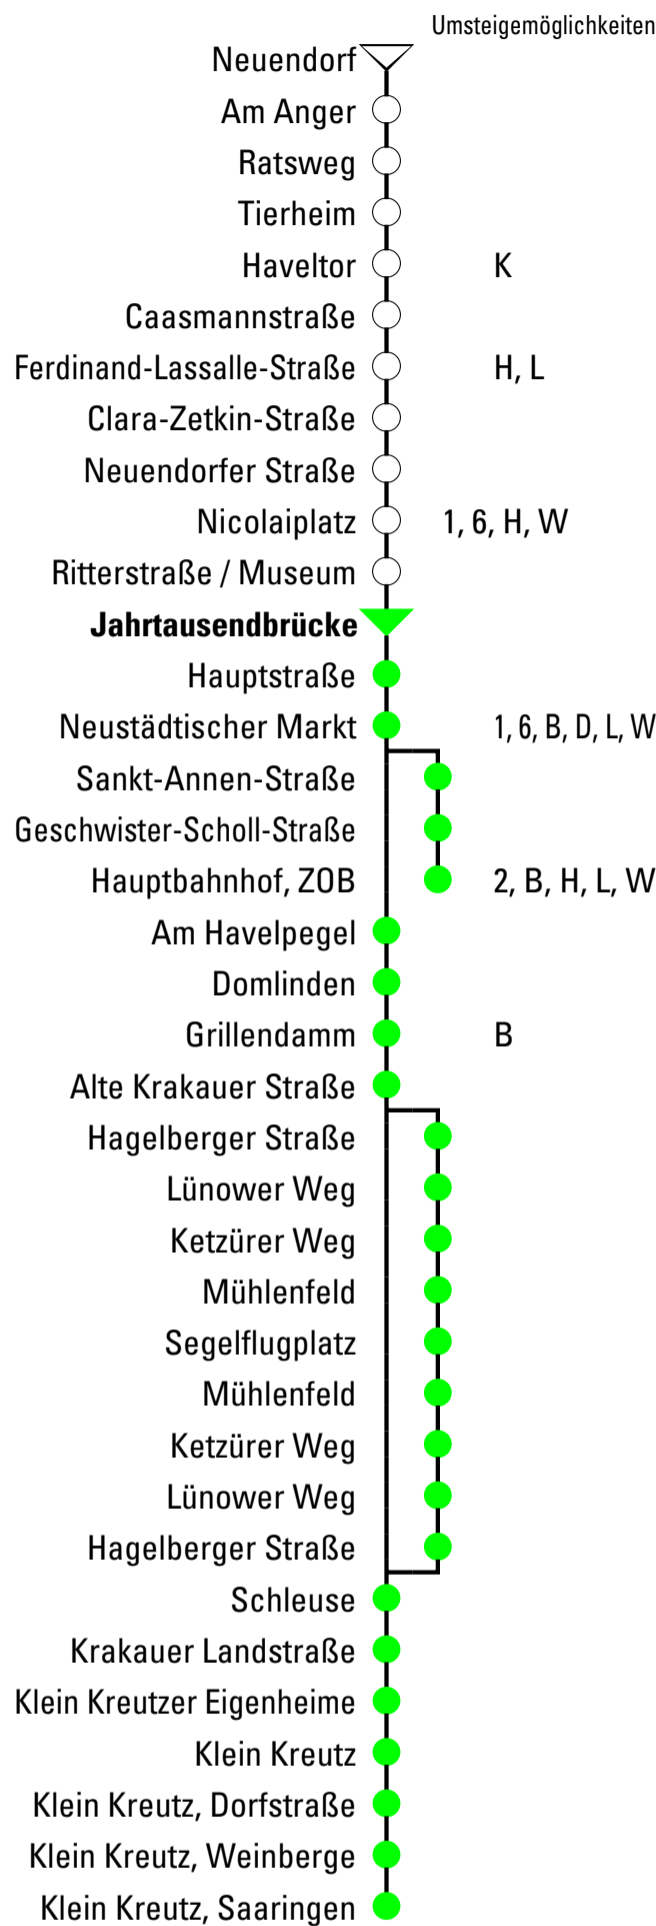 Umsteigemöglichkeiten
Neuendorf
Am Anger
Ratsweg
Tierheim
Haveltor K
Caasmannstraße
Ferdinand-Lassalle-Straße H, L
Clara-Zetkin-Straße
Neuendorfer Straße
Nicolaiplatz 1, 6, H, W
Ritterstraße / Museum
Jahrtausendbrücke
Hauptstraße
Neustädtischer Markt 1, 6, B, D, L, W
Sankt-Annen-Straße
Geschwister-Scholl-Straße
Hauptbahnhof, ZOB 2, B, H, L, W
Am Havelpegel
Domlinden
Grillendamm B
Alte Krakauer Straße
Hagelberger Straße
Lünower Weg
Ketzürer Weg
Mühlenfeld
Segelflugplatz
Mühlenfeld
Ketzürer Weg
Lünower Weg
Hagelberger Straße
Schleuse
Krakauer Landstraße
Klein Kreutzer Eigenheime
Klein Kreutz
Klein Kreutz, Dorfstraße
Klein Kreutz, Weinberge
Klein Kreutz, Saaringen